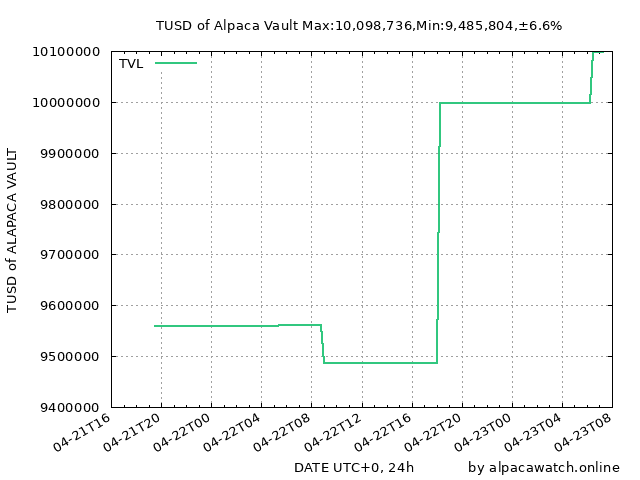 TUSD of Alpaca Vault Max:10,098,736,Min:9,485,804,±6.6%
TVL
TUSD of ALAPACA VAULT
10100000
10000000
9900000
9800000
9700000
9600000
9500000
9400000
04-21T16
04-21T20
04-22T00
04-22T04
04-22T08
04-22T12
04-22T16
04-22T20
04-23T00
04-23T04
04-23T08
DATE UTC+0, 24h
by alpacawatch.online